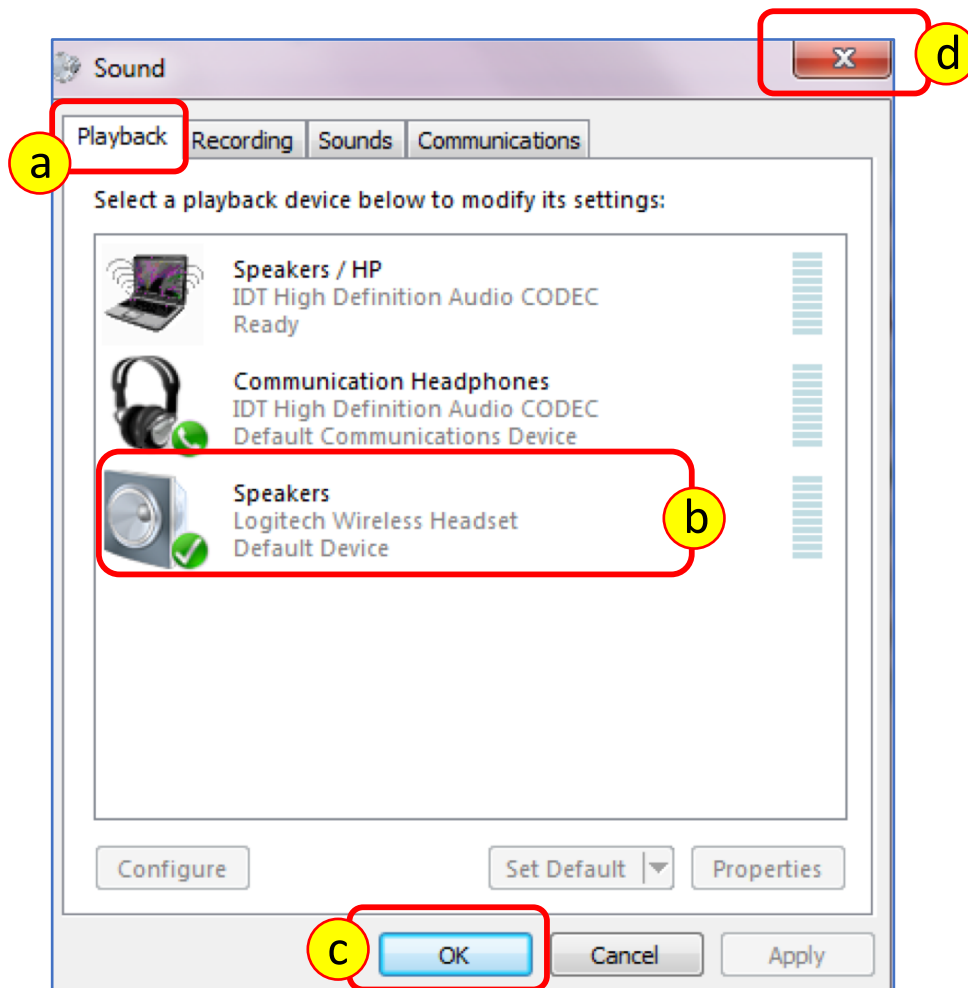 d
Sound
x
a
Playback Recording Sounds Communications
Select a playback device below to modify its settings:
Speakers / HP
IDT High Definition Audio CODEC
Ready
Communication Headphones
IDT High Definition Audio CODEC
Default Communications Device
Speakers
Logitech Wireless Headset
Default Device
b
Configure Set Default Properties
c
OK Cancel Apply